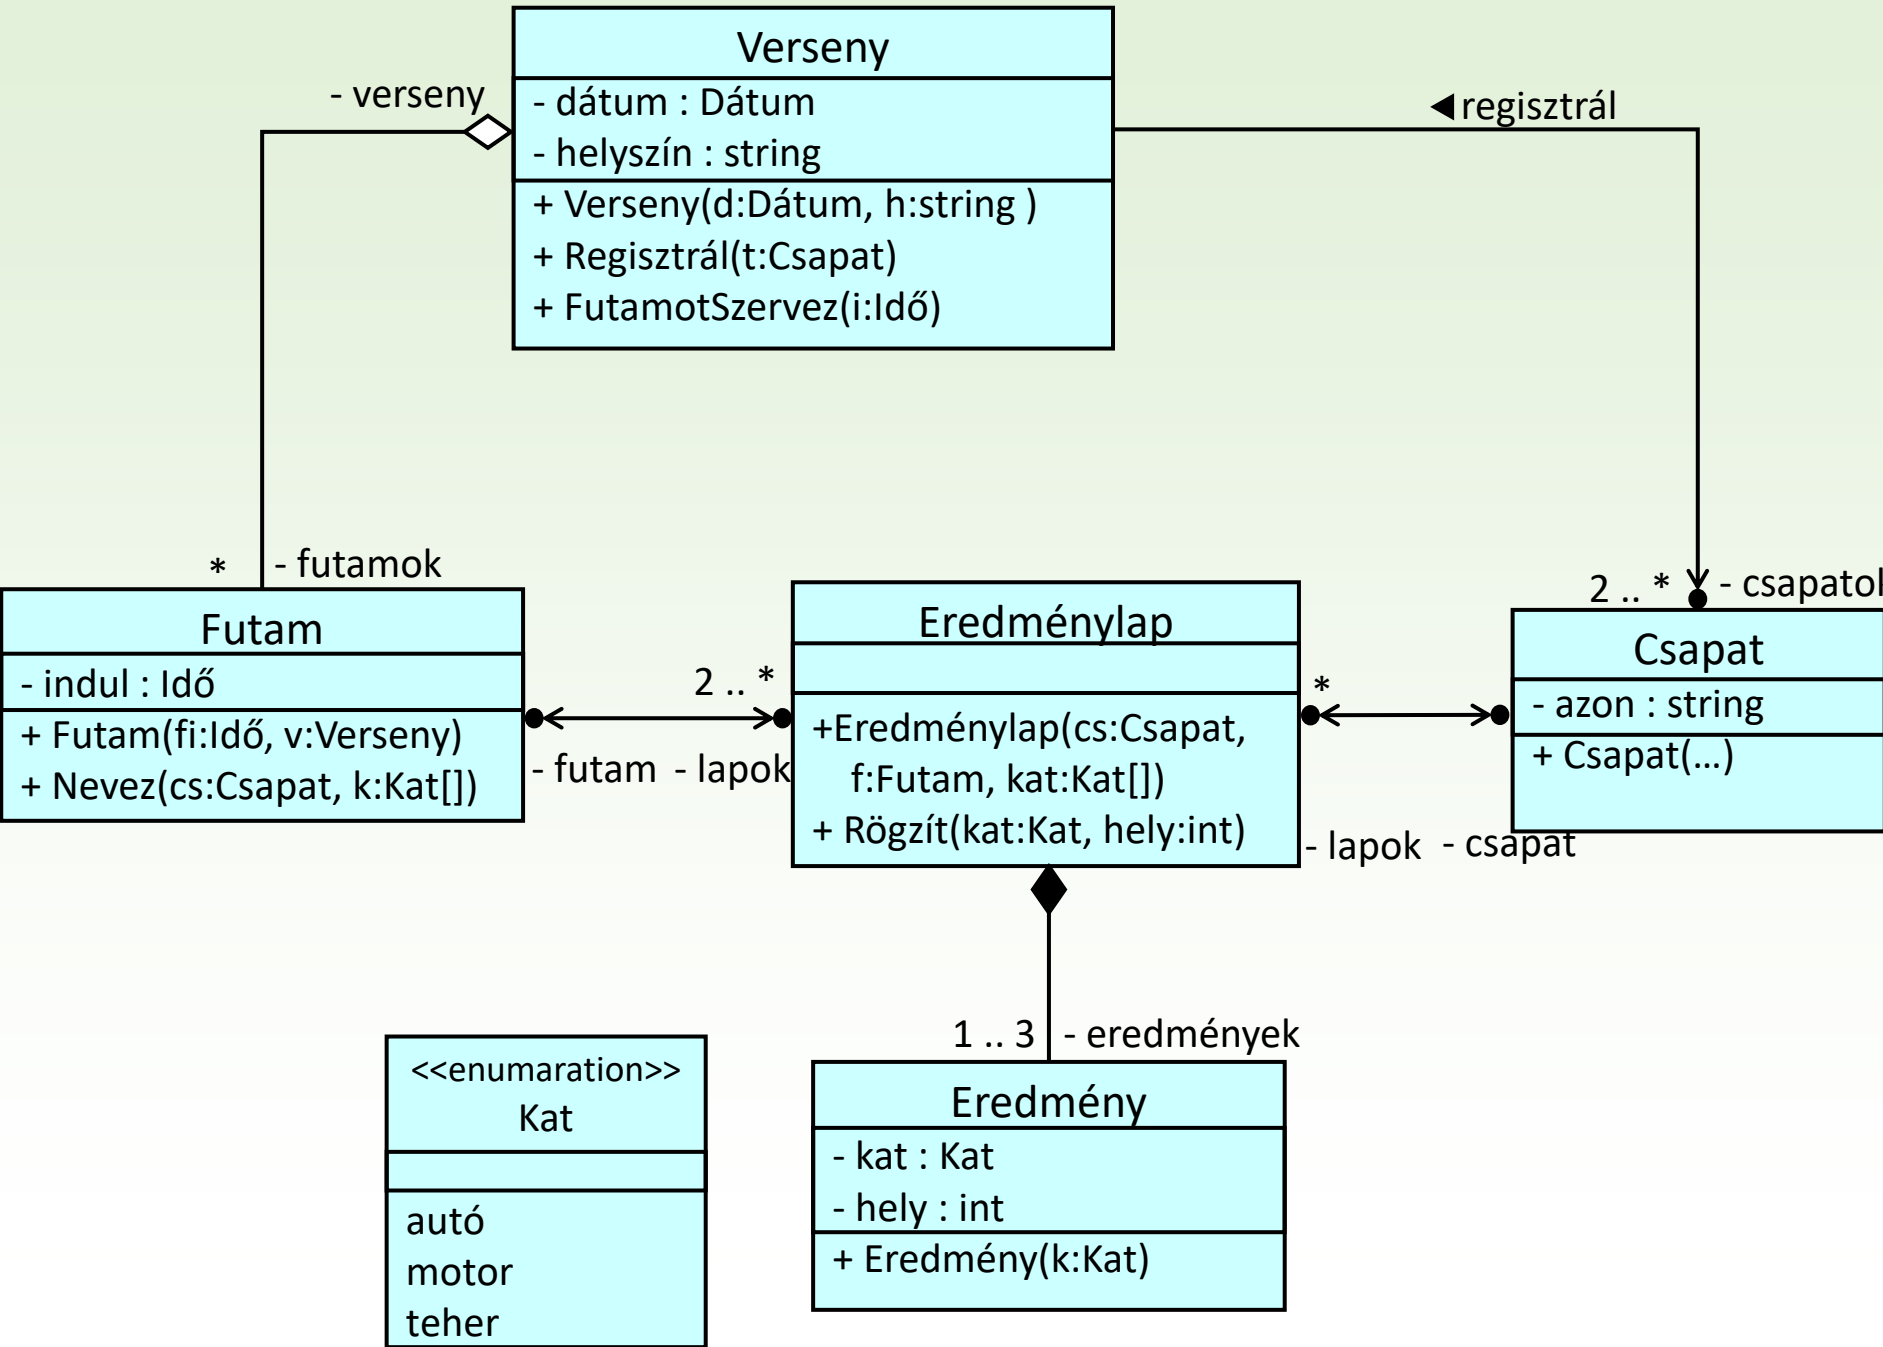 Verseny
- dátum : Dátum
- helyszín : string
+ Verseny(d:Dátum, h:string )
+ Regisztrál(t:Csapat)
+ FutamotSzervez(i:Idő)
- verseny
◄regisztrál
* - futamok
2 .. * - csapatok
Futam
- indul : Idő
+ Futam(fi:Idő, v:Verseny)
+ Nevez(cs:Csapat, k:Kat[])
2 .. *
- futam - lapok
Eredménylap
+Eredménylap(cs:Csapat,
f:Futam, kat:Kat[])
+ Rögzít(kat:Kat, hely:int)
*
- lapok - csapat
Csapat
- azon : string
+ Csapat(...)
1 .. 3 - eredmények
<<enumaration>>
Kat
autó
motor
teher
Eredmény
- kat : Kat
- hely : int
+ Eredmény(k:Kat)